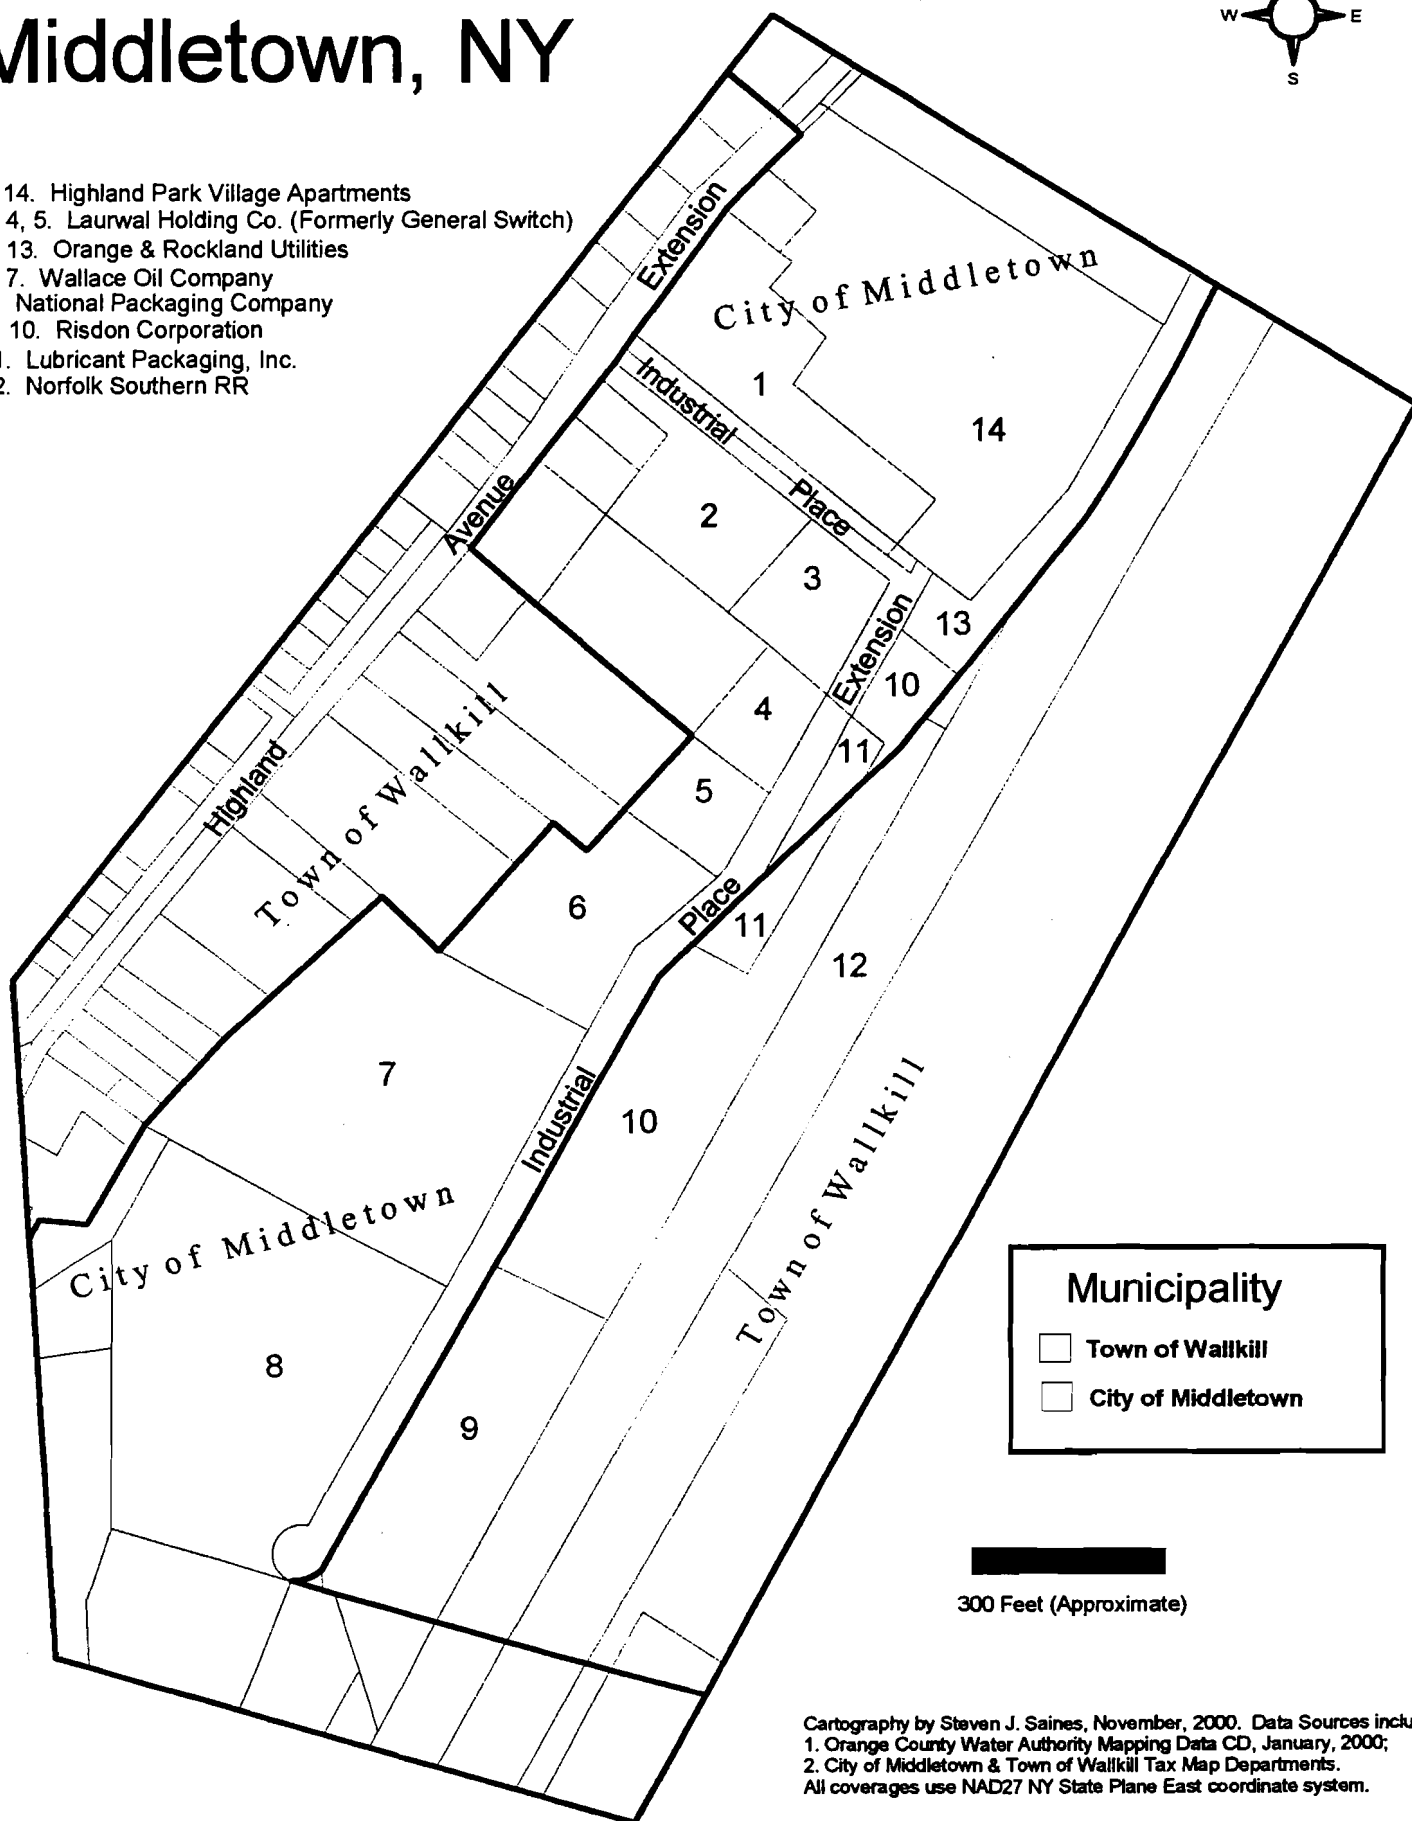 Middletown, NY
W E
S
14. Highland Park Village Apartments
4, 5. Laurwal Holding Co. (Formerly General Switch)
13. Orange & Rockland Utilities
7. Wallace Oil Company
National Packaging Company
10. Risdon Corporation
. Lubricant Packaging, Inc.
2. Norfolk Southern RR
Extension
City of Middletown
1
Industrial
14
Avenue
2
Place
3
Extension
13
10
4
11
Highland
Town of Wallkill
5
6
Place
11
12
7
Industrial
10
Town of Wallkill
City of Middletown
8
9
Municipality
Town of Wallkill
City of Middletown
300 Feet (Approximate)
Cartography by Steven J. Saines, November, 2000. Data Sources inclu
1. Orange County Water Authority Mapping Data CD, January, 2000;
2. City of Middletown & Town of Wallkill Tax Map Departments.
All coverages use NAD27 NY State Plane East coordinate system.